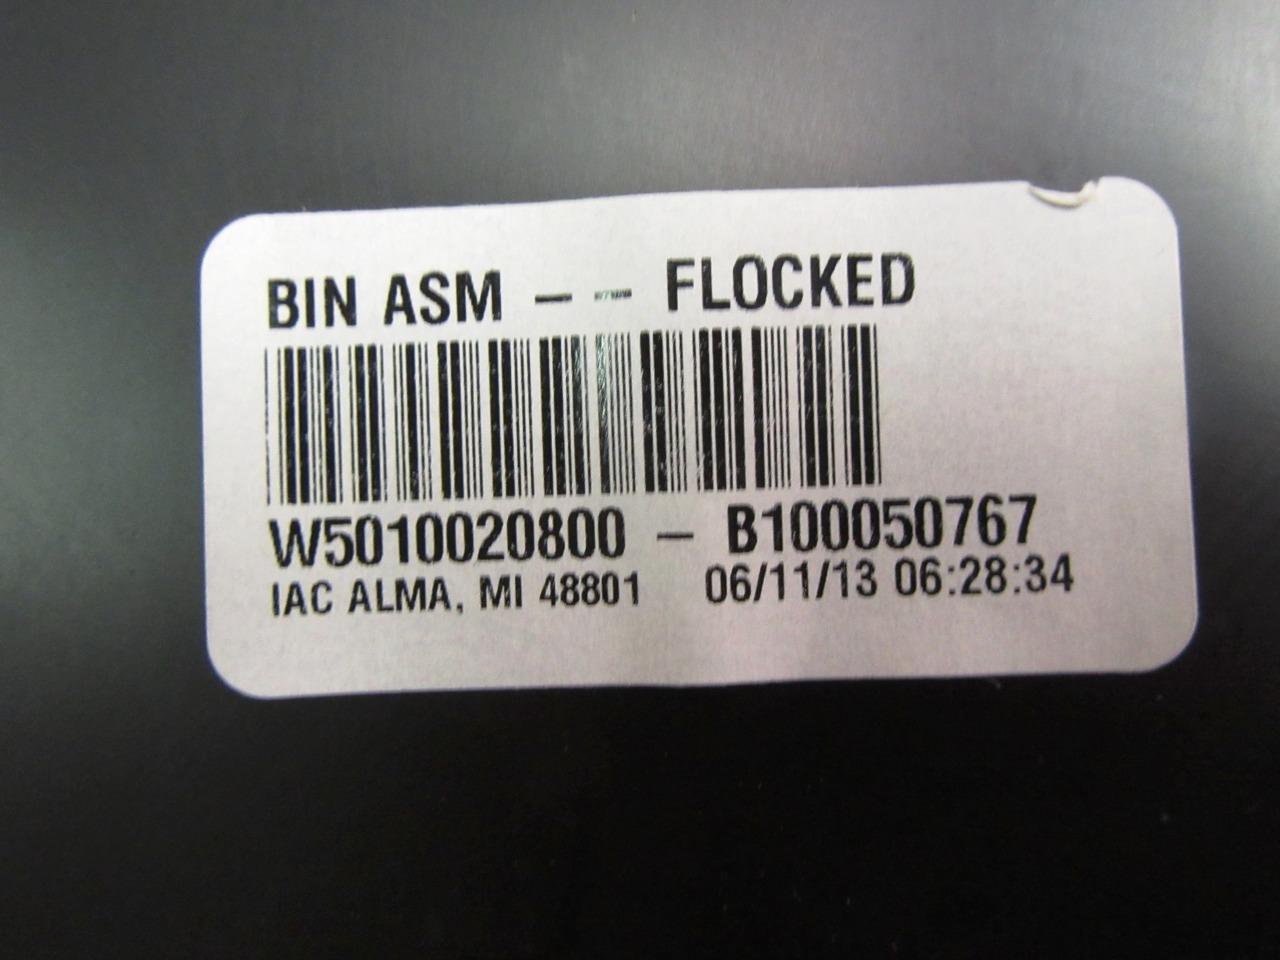 BIN ASM - - FLOCKED
W5010020800 - B100050767
IAC ALMA, MI 48801 06/11/13 06:28:34